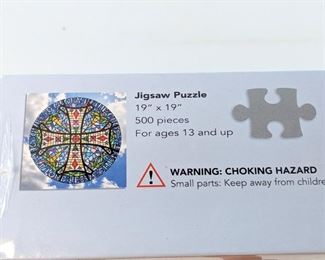 Jigsaw Puzzle
19” x 19”
500 pieces
For ages 13 and up
WARNING: CHOKING HAZARD
Small parts: Keep away from childre